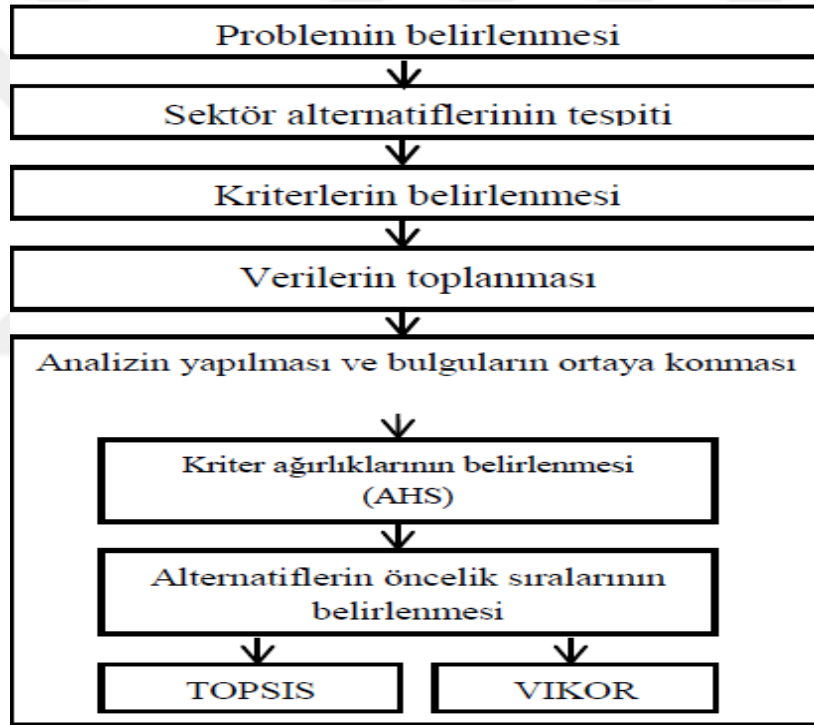 Problemin belirlenmesi
Sektör alternatiflerinin tespiti
Kriterlerin belirlenmesi
Verilerin toplanması
Analizin yapılması ve bulguların ortaya konması
Kriter ağırlıklarının belirlenmesi
(AHS)
Alternatiflerin öncelik sıralarının
belirlenmesi
TOPSIS
VIKOR